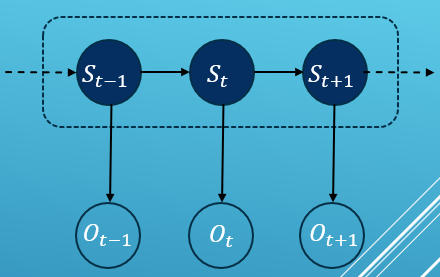 S_{t-1} S_t S_{t+1}
O_{t-1} O_t O_{t+1}